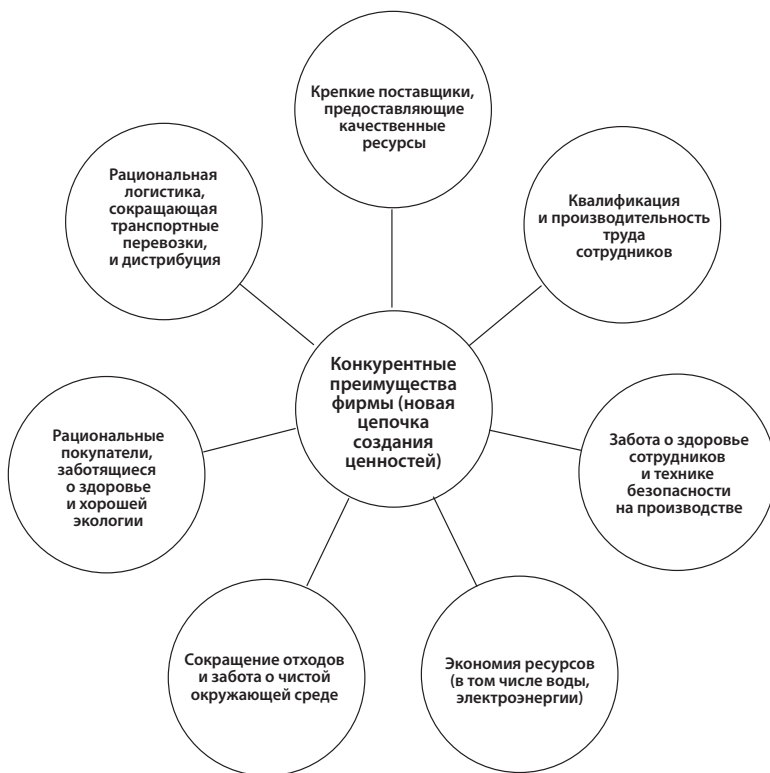 Крепкие поставщики,
предоставляющие
качественные
ресурсы
Рациональная
логистика,
сокращающая
транспортные
перевозки,
и дистрибуция
Квалификация
и производительность
труда
сотрудников
Конкурентные
преимущества
фирмы (новая
цепочка
создания
ценностей)
Рациональные
покупатели,
заботящиеся
о здоровье
и хорошей
экологии
Забота о здоровье
сотрудников
и технике
безопасности
на производстве
Сокращение отходов
и забота о чистой
окружающей среде
Экономия ресурсов
(в том числе воды,
электроэнергии)